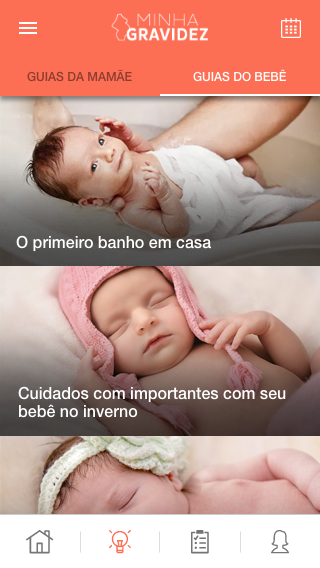 MINHA
GRAVIDEZ
GUIAS DA MAMÃE
GUIAS DO BEBÊ
O primeiro banho em casa
Cuidados com importantes com seu
bebê no inverno